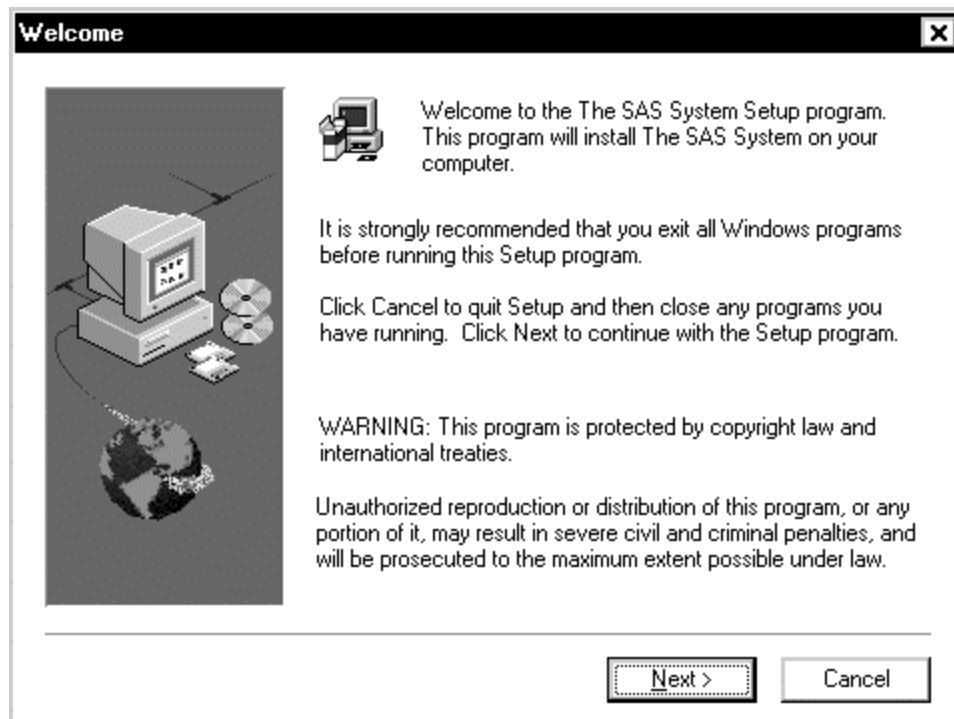 Welcome
Welcome to the The SAS System Setup program.
This program will install The SAS System on your
computer.
It is strongly recommended that you exit all Windows programs
before running this Setup program.
Click Cancel to quit Setup and then close any programs you
have running.  Click Next to continue with the Setup program.
WARNING: This program is protected by copyright law and
international treaties.
Unauthorized reproduction or distribution of this program, or any
portion of it, may result in severe civil and criminal penalties, and
will be prosecuted to the maximum extent possible under law.
Next >
Cancel